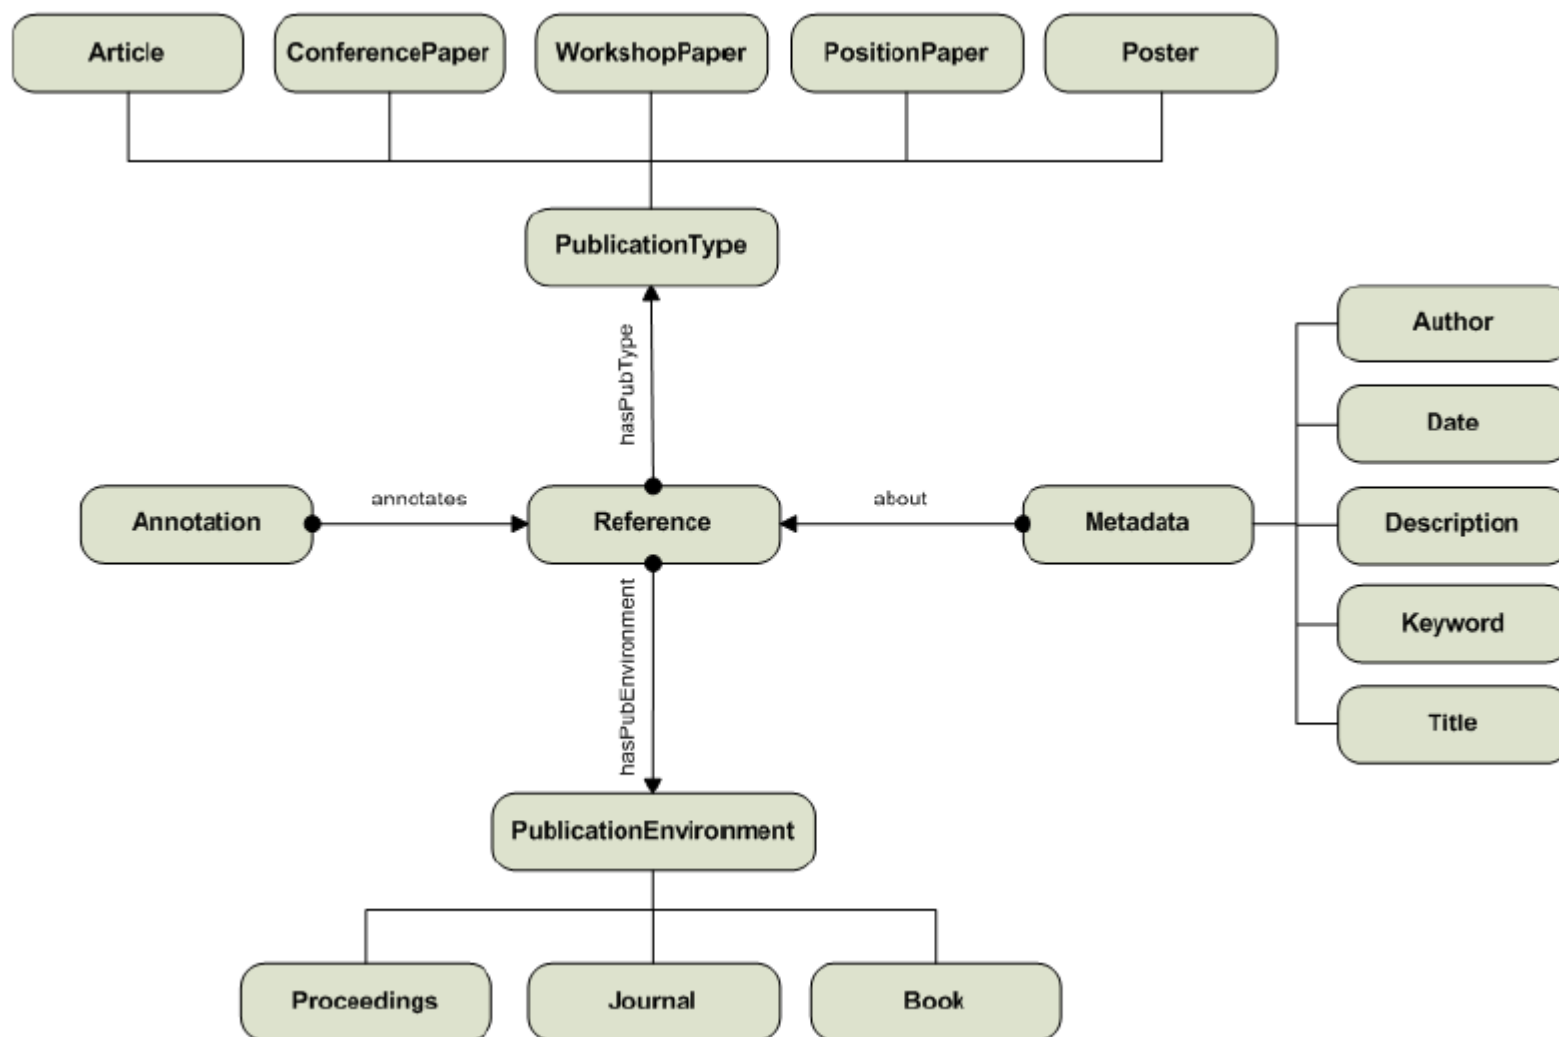 Article
ConferencePaper
WorkshopPaper
PositionPaper
Poster
PublicationType
hasPubType
Author
Date
Annotation
annotates
Reference
about
Metadata
Description
Keyword
Title
hasPubEnvironment
PublicationEnvironment
Proceedings
Journal
Book